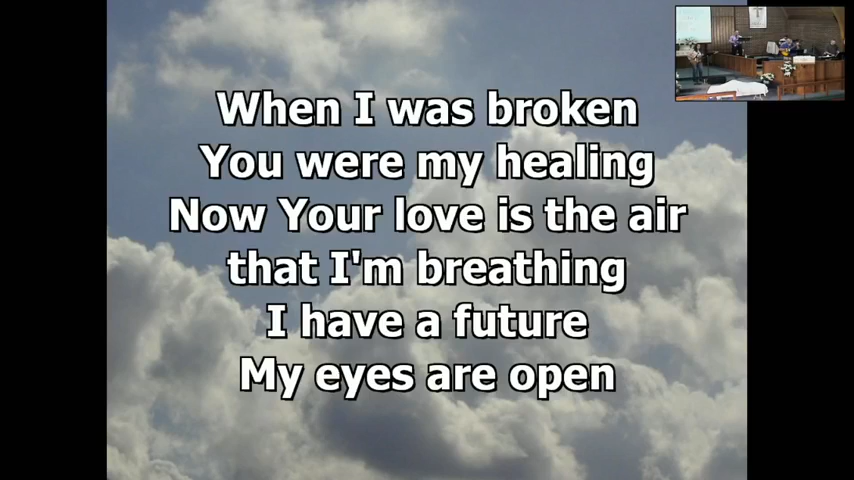 When I was broken
You were my healing
Now Your love is the air
that I'm breathing
I have a future
My eyes are open